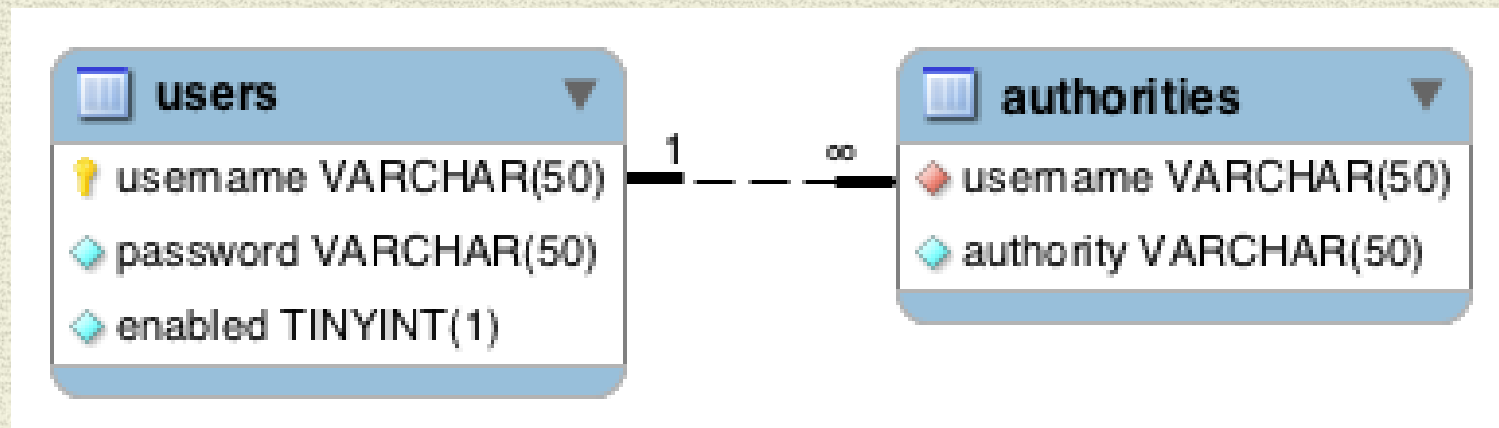 users
username VARCHAR(50)
password VARCHAR(50)
enabled TINYINT(1)
1 ∞
authorities
username VARCHAR(50)
authority VARCHAR(50)